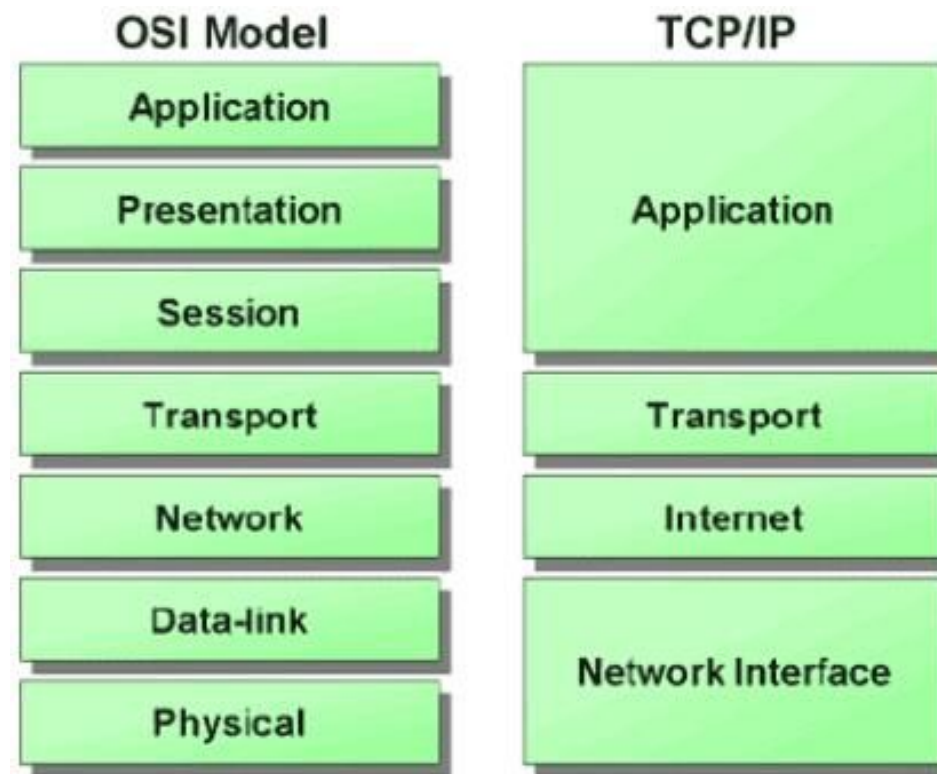 OSI Model
Application
Presentation
Session
Transport
Network
Data-link
Physical
TCP/IP
Application
Transport
Internet
Network Interface